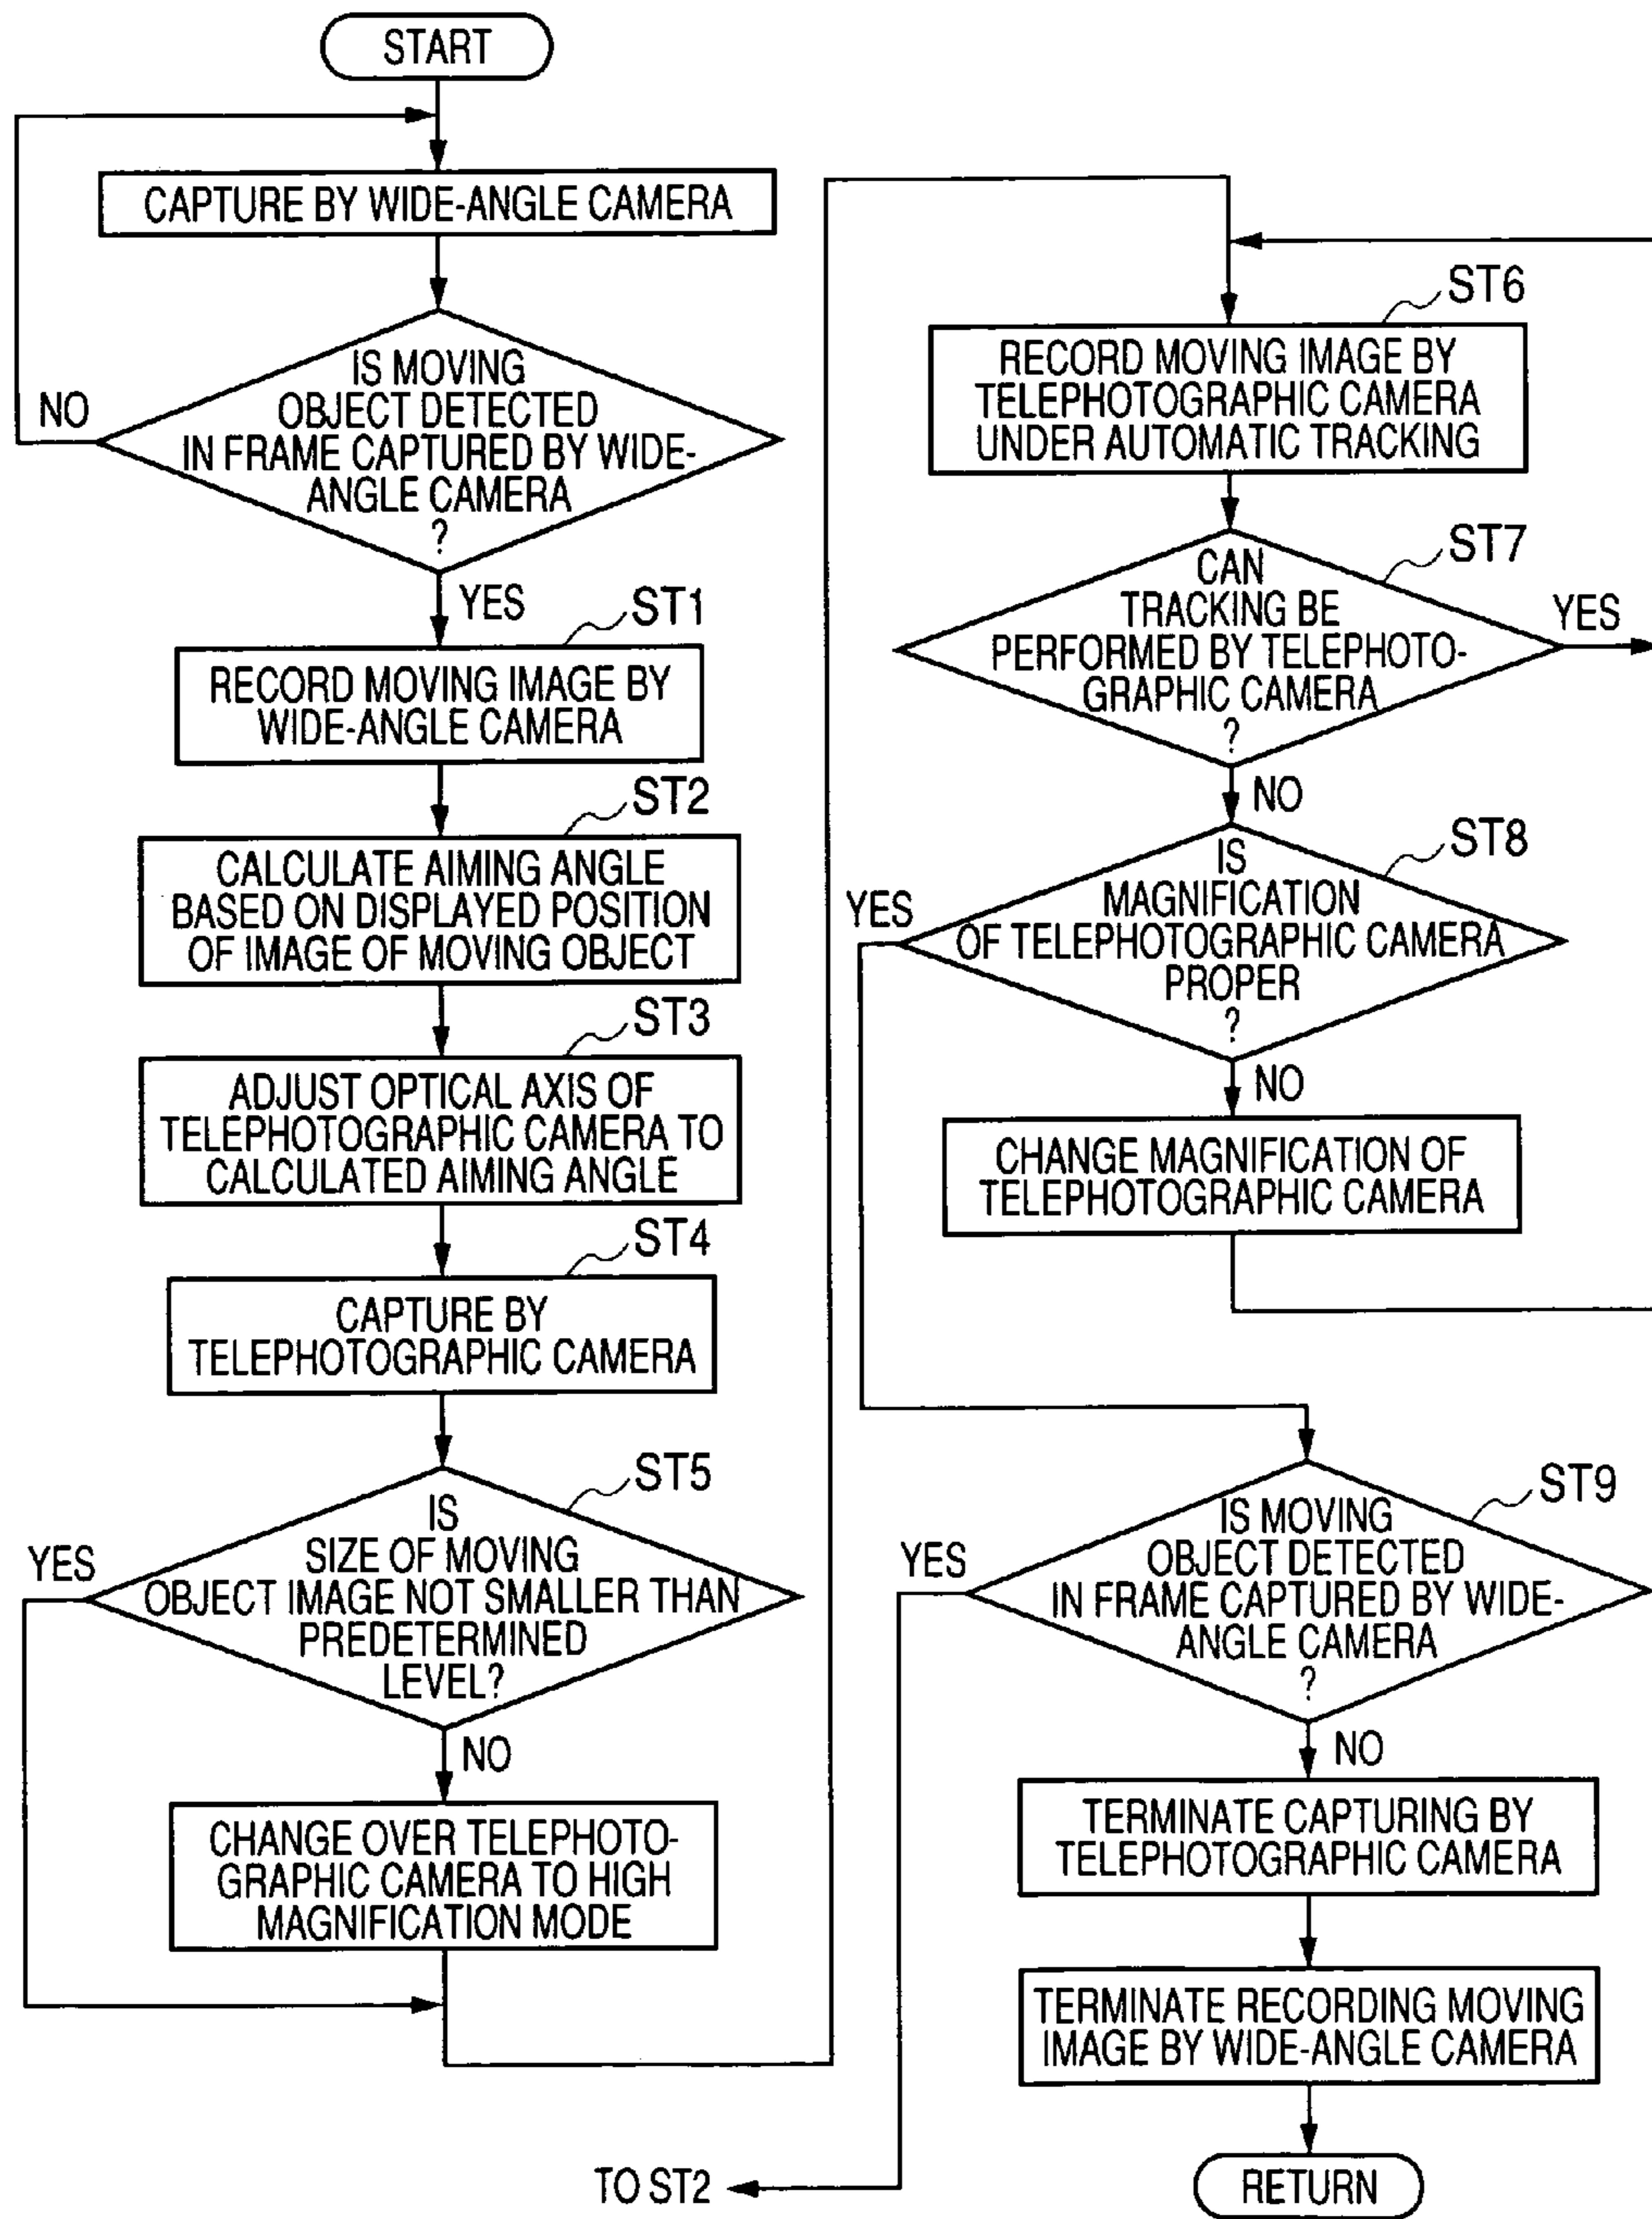 START
CAPTURE BY WIDE-ANGLE CAMERA
IS MOVING
OBJECT DETECTED
IN FRAME CAPTURED BY WIDE-
ANGLE CAMERA
?
NO
YES
ST1
RECORD MOVING IMAGE BY
WIDE-ANGLE CAMERA
ST2
CALCULATE AIMING ANGLE
BASED ON DISPLAYED POSITION
OF IMAGE OF MOVING OBJECT
ST3
ADJUST OPTICAL AXIS OF
TELEPHOTOGRAPHIC CAMERA TO
CALCULATED AIMING ANGLE
ST4
CAPTURE BY
TELEPHOTOGRAPHIC CAMERA
ST5
IS
SIZE OF MOVING
OBJECT IMAGE NOT SMALLER THAN
PREDETERMINED
LEVEL?
YES
NO
CHANGE OVER TELEPHOTO-
GRAPHIC CAMERA TO HIGH
MAGNIFICATION MODE
ST6
RECORD MOVING IMAGE BY
TELEPHOTOGRAPHIC CAMERA
UNDER AUTOMATIC TRACKING
ST7
CAN
TRACKING BE
PERFORMED BY TELEPHOTO-
GRAPHIC CAMERA
?
YES
NO
ST8
IS
MAGNIFICATION
OF TELEPHOTOGRAPHIC CAMERA
PROPER
?
YES
NO
CHANGE MAGNIFICATION OF
TELEPHOTOGRAPHIC CAMERA
ST9
IS MOVING
OBJECT DETECTED
IN FRAME CAPTURED BY WIDE-
ANGLE CAMERA
?
YES
NO
TERMINATE CAPTURING BY
TELEPHOTOGRAPHIC CAMERA
TERMINATE RECORDING MOVING
IMAGE BY WIDE-ANGLE CAMERA
TO ST2
RETURN